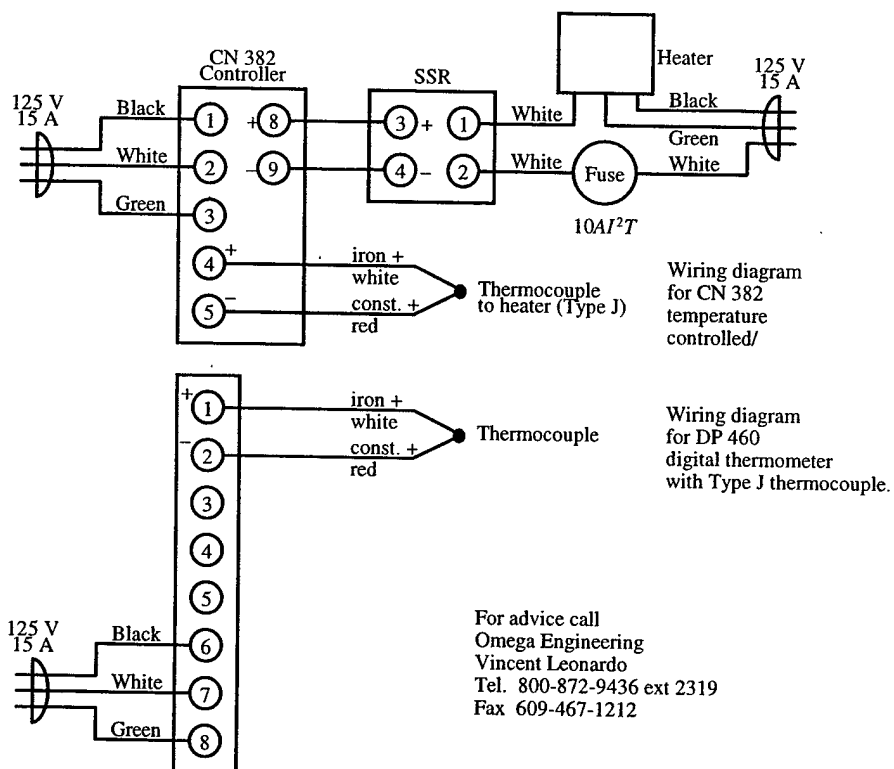 CN 382
Controller
125 V
15 A
Black
White
Green
1
2
3
4
+
5
−
+ 8
− 9
SSR
3 +
4 −
1
2
White
White
Heater
Black
Green
White
125 V
15 A
Fuse
10AI²T
iron +
white
const. +
red
Thermocouple
to heater (Type J)
Wiring diagram
for CN 382
temperature
controlled/
+ 1
− 2
3
4
5
6
7
8
iron +
white
const. +
red
Thermocouple
Wiring diagram
for DP 460
digital thermometer
with Type J thermocouple.
125 V
15 A
Black
White
Green
For advice call
Omega Engineering
Vincent Leonardo
Tel. 800-872-9436 ext 2319
Fax 609-467-1212